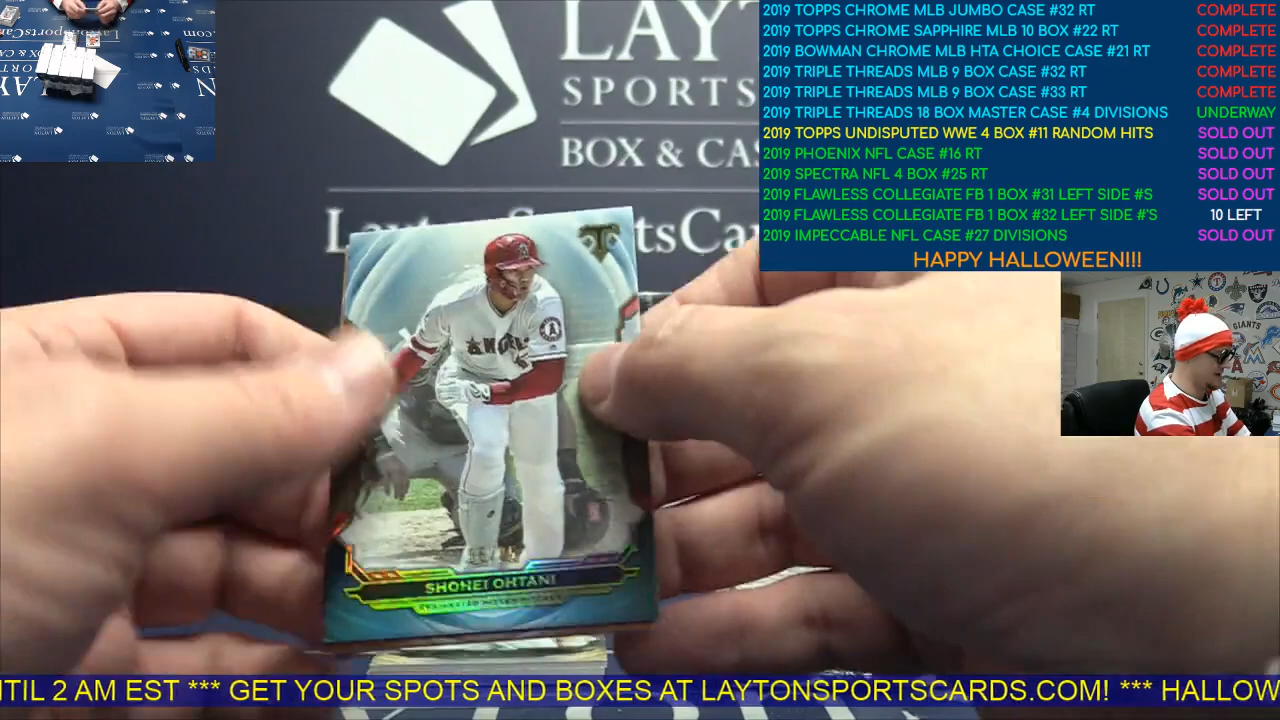 2019 TOPPS CHROME MLB JUMBO CASE #32 RT COMPLETE
2019 TOPPS CHROME SAPPHIRE MLB 10 BOX #22 RT COMPLETE
2019 BOWMAN CHROME MLB HTA CHOICE CASE #21 RT COMPLETE
2019 TRIPLE THREADS MLB 9 BOX CASE #32 RT COMPLETE
2019 TRIPLE THREADS MLB 9 BOX CASE #33 RT COMPLETE
2019 TRIPLE THREADS 18 BOX MASTER CASE #4 DIVISIONS UNDERWAY
2019 TOPPS UNDISPUTED WWE 4 BOX #11 RANDOM HITS SOLD OUT
2019 PHOENIX NFL CASE #16 RT SOLD OUT
2019 SPECTRA NFL 4 BOX #25 RT SOLD OUT
2019 FLAWLESS COLLEGIATE FB 1 BOX #31 LEFT SIDE #S SOLD OUT
2019 FLAWLESS COLLEGIATE FB 1 BOX #32 LEFT SIDE #'S 10 LEFT
2019 IMPECCABLE NFL CASE #27 DIVISIONS SOLD OUT
HAPPY HALLOWEEN!!!
LAYT
SPORTS
BOX & CAS
LaytonSportsCa
GIANTS
ANGELS
SHOHEI OHTANI
NTIL 2 AM EST *** GET YOUR SPOTS AND BOXES AT LAYTONSPORTSCARDS.COM! *** HALLOW